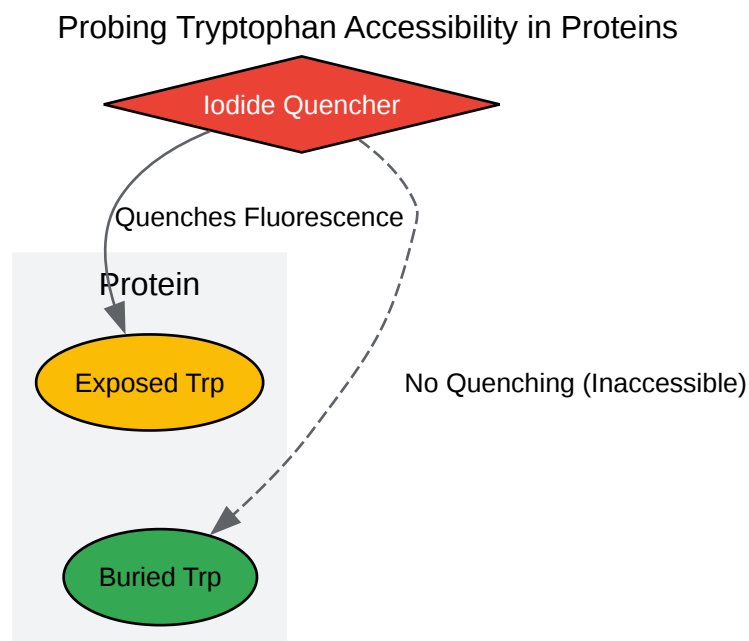 Probing Tryptophan Accessibility in Proteins
Iodide Quencher
Quenches Fluorescence
Protein
Exposed Trp
No Quenching (Inaccessible)
Buried Trp